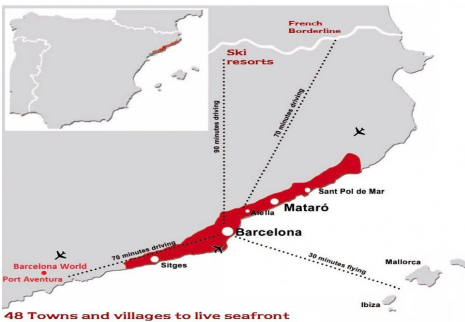 French
Borderline
Ski
resorts
90 minutes driving
70 minutes driving
Sant Pol de Mar
Alella
Mataró
Barcelona
70 minutes driving
Sitges
Barcelona World
Port Aventura
30 minutes flying
Mallorca
Ibiza
48 Towns and villages to live seafront